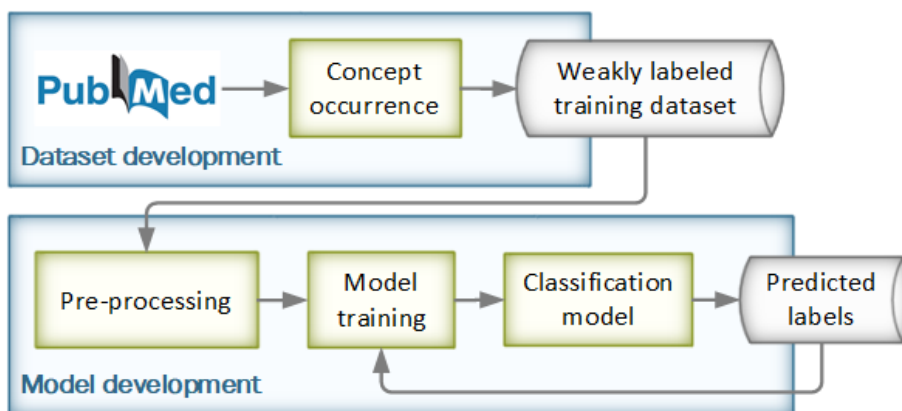 PubMed
Concept
occurrence
Weakly labeled
training dataset
Dataset development
Pre-processing
Model
training
Classification
model
Predicted
labels
Model development